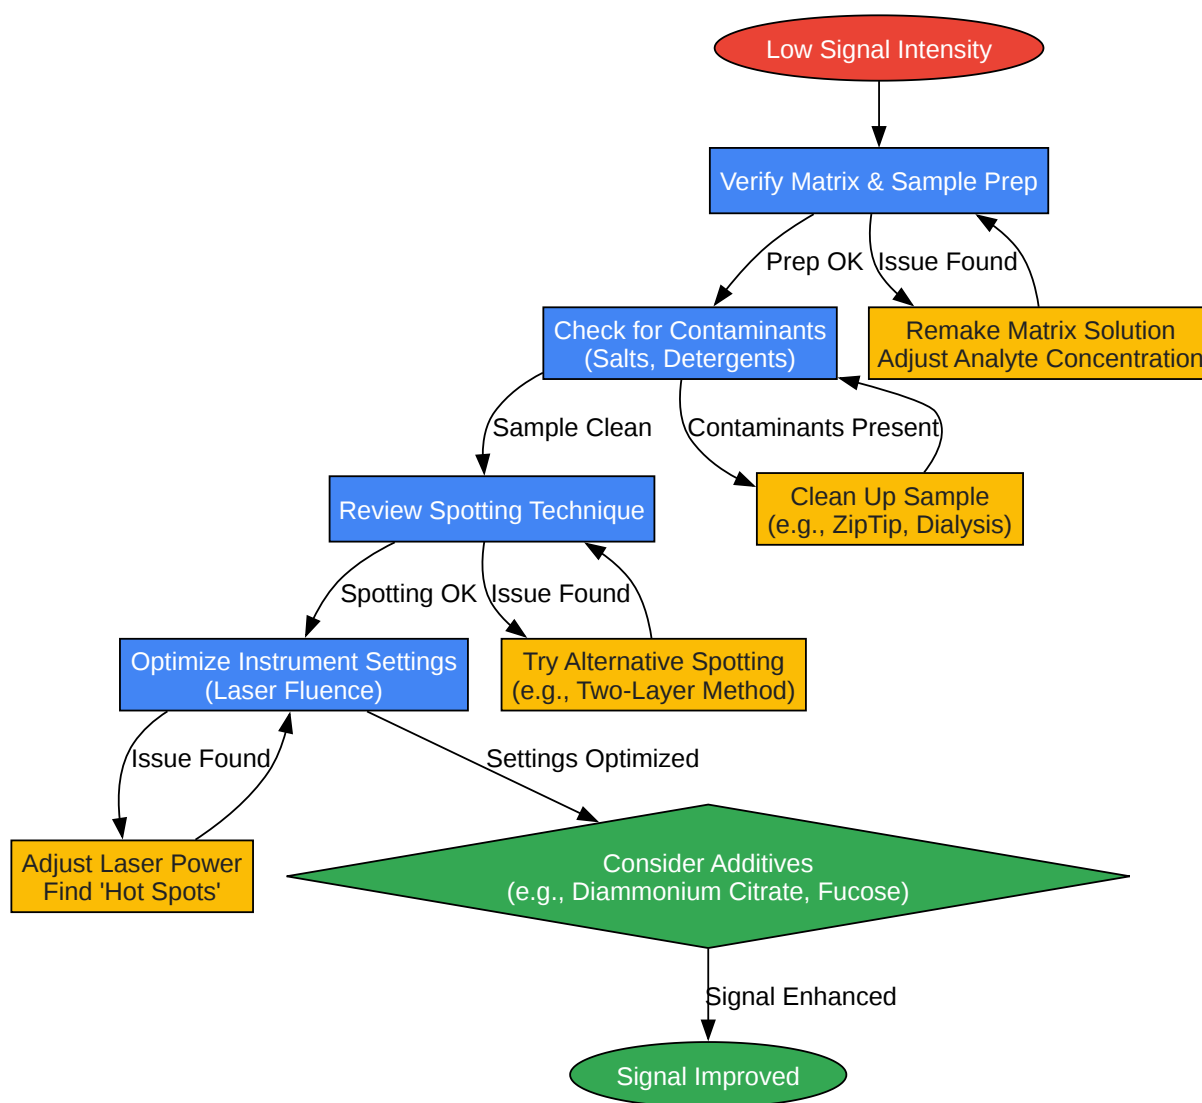 Low Signal Intensity
Verify Matrix & Sample Prep
Prep OK
Issue Found
Check for Contaminants
(Salts, Detergents)
Remake Matrix Solution
Adjust Analyte Concentration
Sample Clean
Contaminants Present
Review Spotting Technique
Clean Up Sample
(e.g., ZipTip, Dialysis)
Spotting OK
Issue Found
Optimize Instrument Settings
(Laser Fluence)
Try Alternative Spotting
(e.g., Two-Layer Method)
Issue Found
Settings Optimized
Adjust Laser Power
Find 'Hot Spots'
Consider Additives
(e.g., Diammonium Citrate, Fucose)
Signal Enhanced
Signal Improved